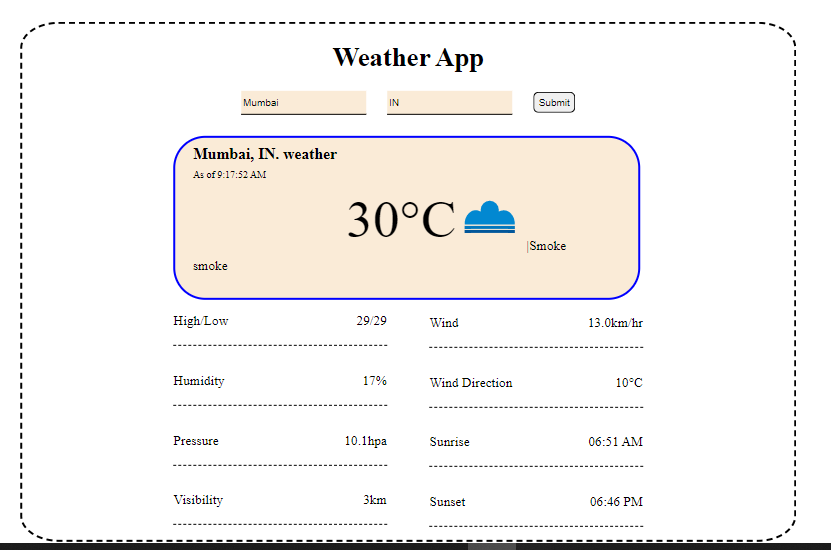 Weather App
Mumbai IN Submit
Mumbai, IN. weather
As of 9:17:52 AM
30°C
|Smoke
smoke
High/Low 29/29
Wind 13.0km/hr
Humidity 17%
Wind Direction 10°C
Pressure 10.1hpa
Sunrise 06:51 AM
Visibility 3km
Sunset 06:46 PM